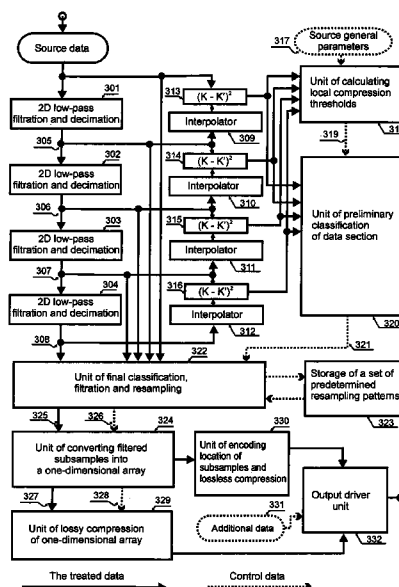 Source data
317
Source general
parameters
301
2D low-pass
filtration and decimation
313
(K – K')²
Interpolator
309
Unit of calculating
local compression
thresholds
305
302
2D low-pass
filtration and decimation
314
(K – K')²
Interpolator
310
319
306
303
2D low-pass
filtration and decimation
315
(K – K')²
Interpolator
311
Unit of preliminary
classification
of data section
307
304
2D low-pass
filtration and decimation
316
(K – K')²
Interpolator
312
320
308
322
321
Unit of final classification,
filtration and resampling
Storage of a set of
predetermined
resampling patterns
323
325
326
324
330
Unit of converting filtered
subsamples into
a one-dimensional array
Unit of encoding
location of
subsamples and
lossless compression
327
328
329
331
Additional data
Output driver
unit
332
Unit of lossy compression
of one-dimensional array
The treated data
Control data